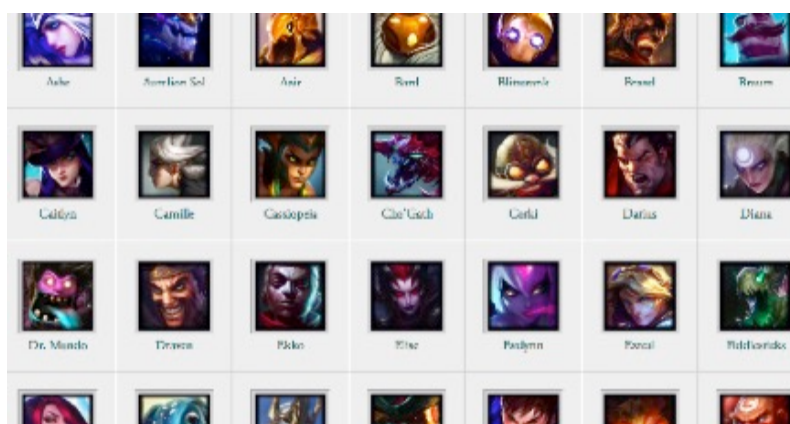 Ashe Aurelion Sol Azir Bard Blitzcrank Brand Braum
Caitlyn Camille Cassiopeia Cho'Gath Corki Darius Diana
Dr. Mundo Draven Ekko Elise Evelynn Ezreal Fiddlesticks